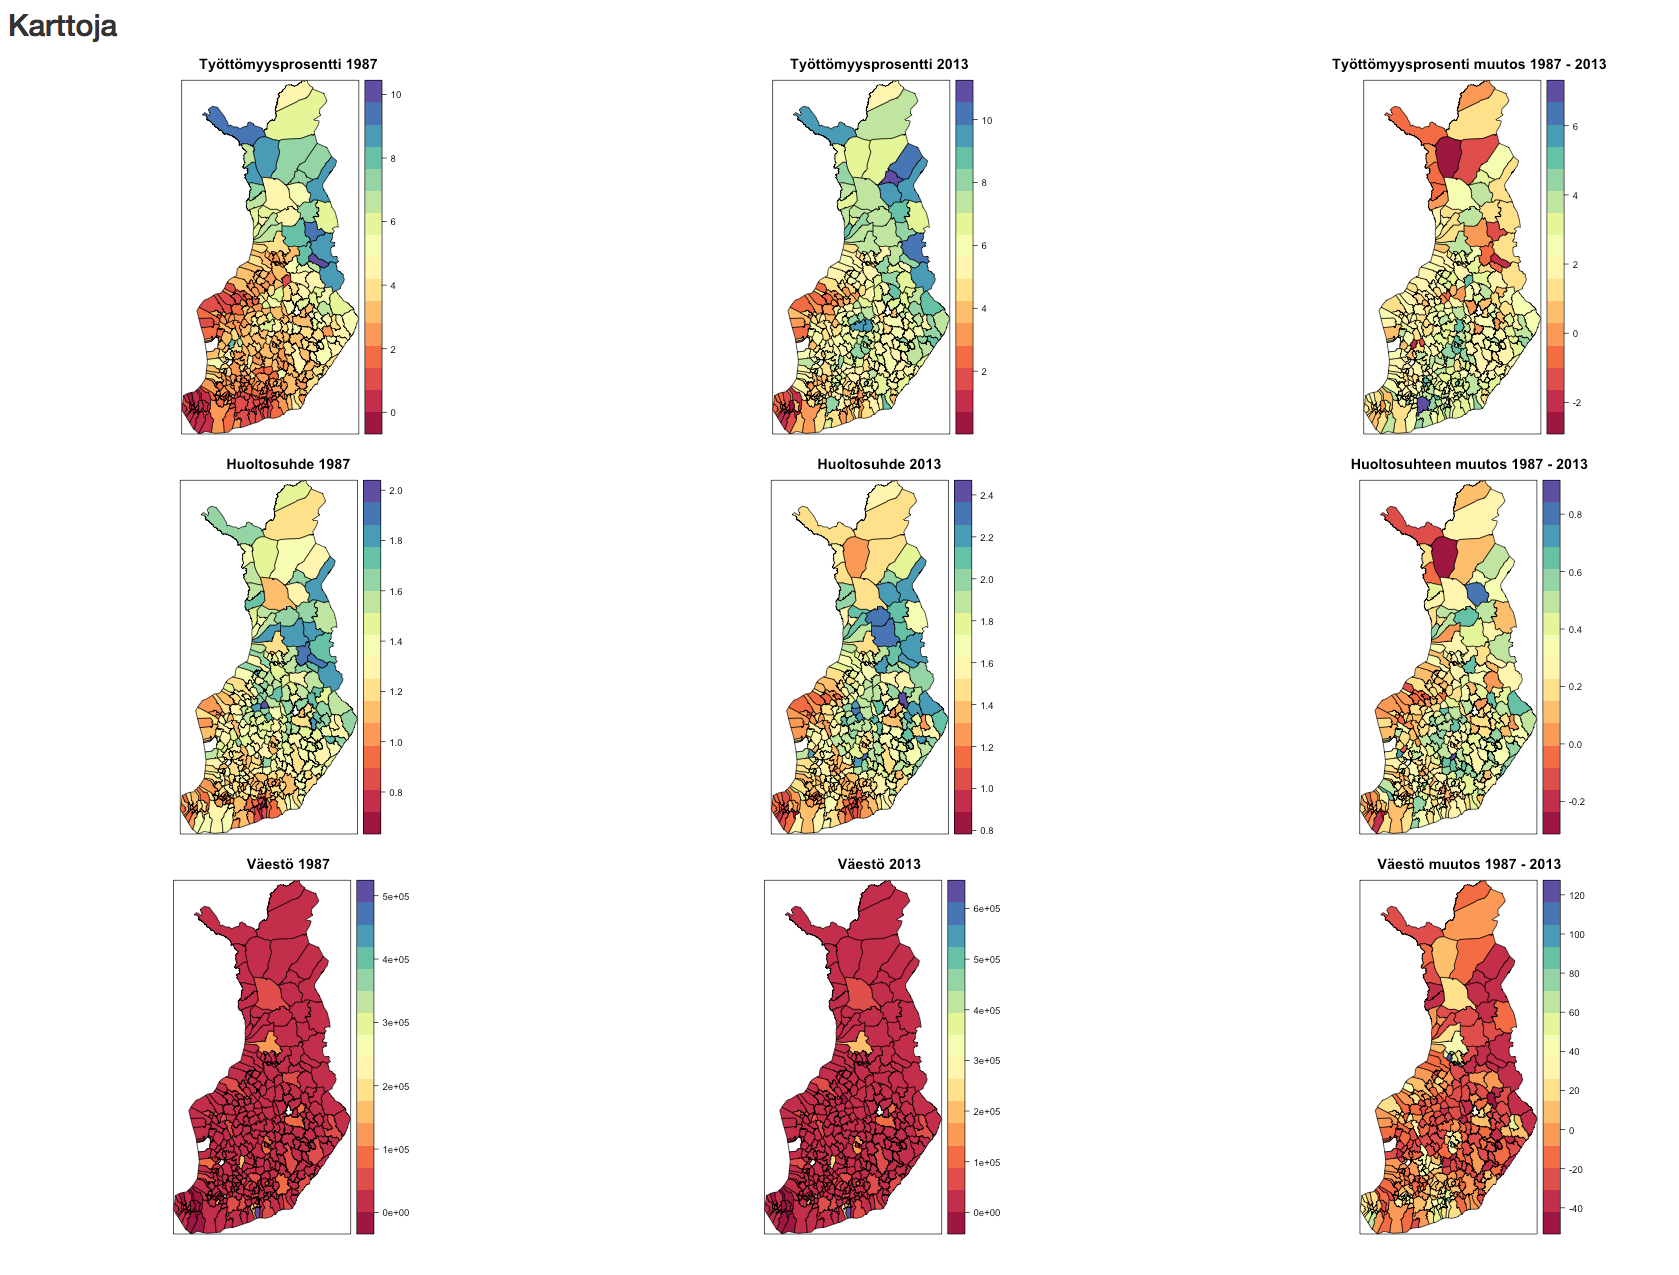 Karttoja
Työttömyysprosentti 1987
10
8
6
4
2
0
Työttömyysprosentti 2013
10
8
6
4
2
Työttömyysprosenti muutos 1987 - 2013
6
4
2
0
-2
Huoltosuhde 1987
2.0
1.8
1.6
1.4
1.2
1.0
0.8
Huoltosuhde 2013
2.4
2.2
2.0
1.8
1.6
1.4
1.2
1.0
0.8
Huoltosuhteen muutos 1987 - 2013
0.8
0.6
0.4
0.2
0.0
-0.2
Väestö 1987
5e+05
4e+05
3e+05
2e+05
1e+05
0e+00
Väestö 2013
6e+05
5e+05
4e+05
3e+05
2e+05
1e+05
0e+00
Väestö muutos 1987 - 2013
120
100
80
60
40
20
0
-20
-40